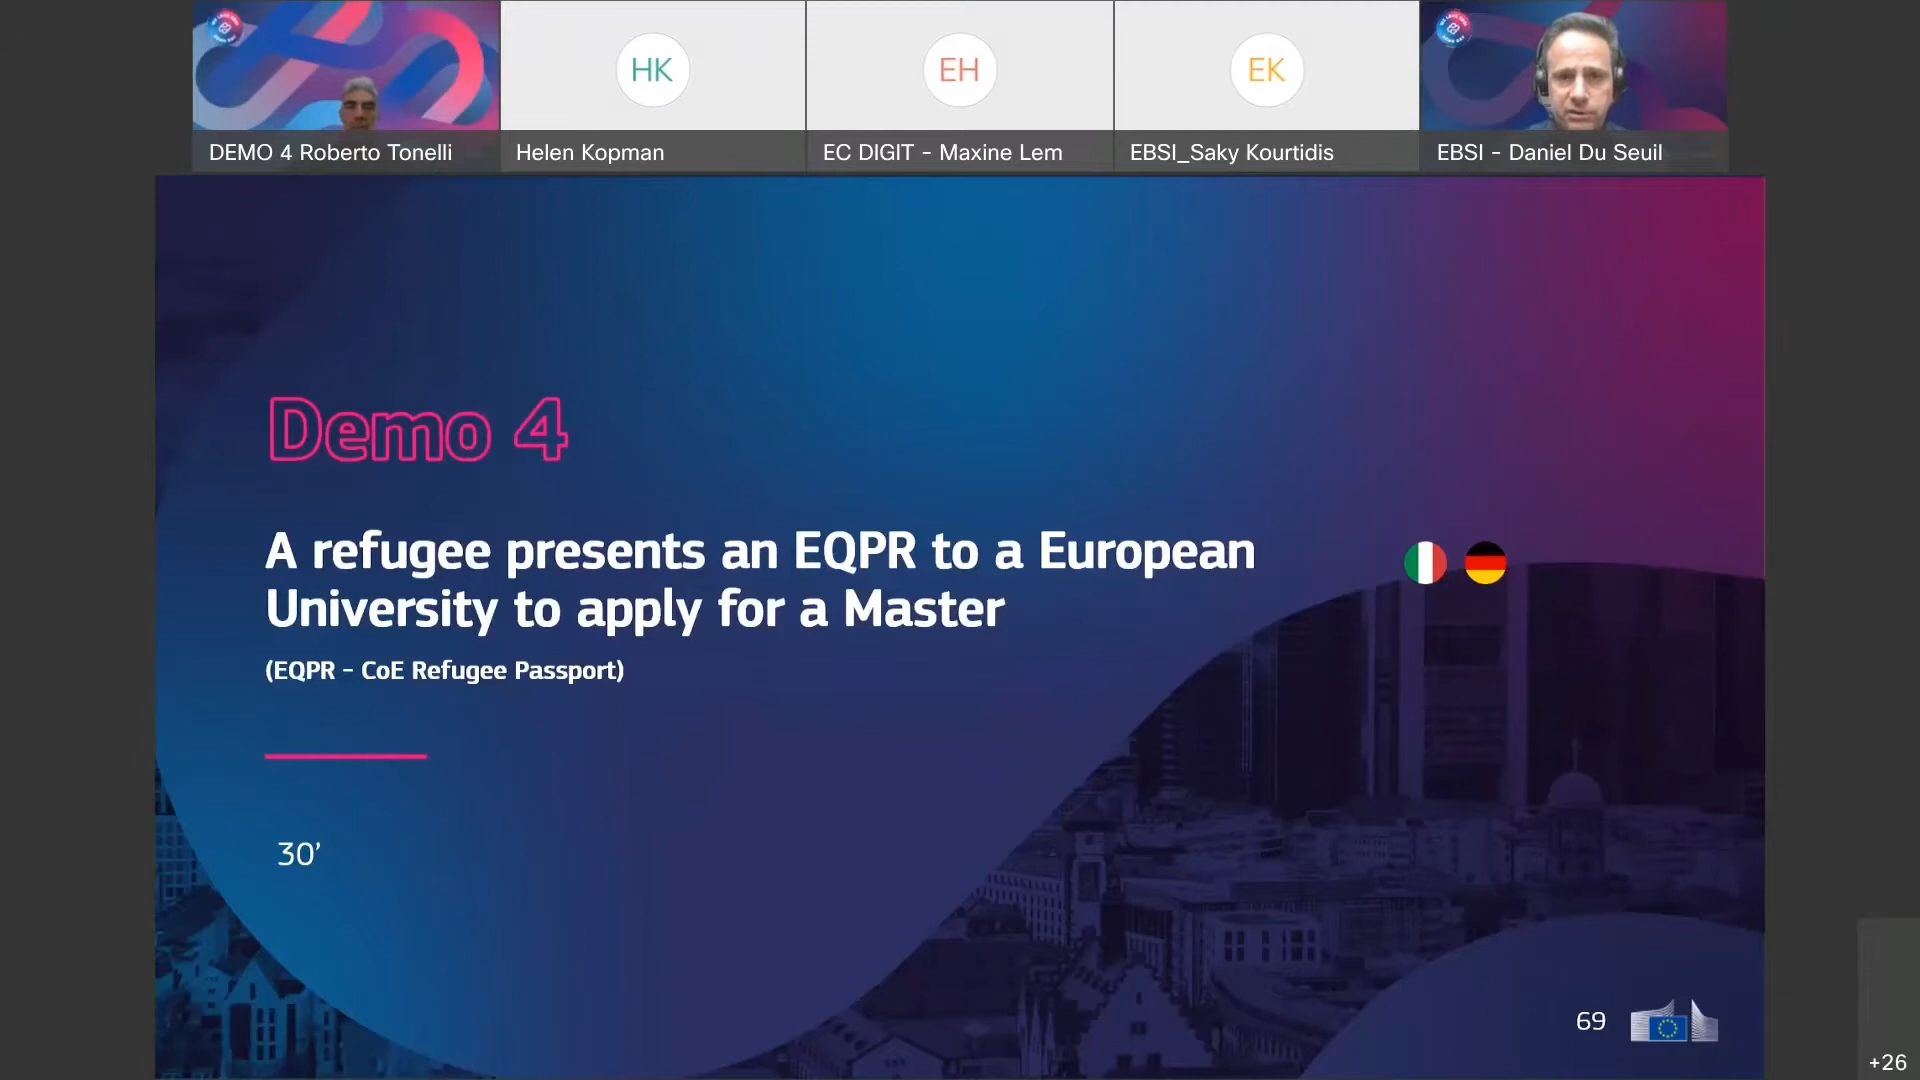 DEMO 4 Roberto Tonelli
HK
Helen Kopman
EH
EC DIGIT - Maxine Lem
EK
EBSI_Saky Kourtidis
EBSI - Daniel Du Seuil
Demo 4
A refugee presents an EQPR to a European
University to apply for a Master
(EQPR - CoE Refugee Passport)
30’
69
+26